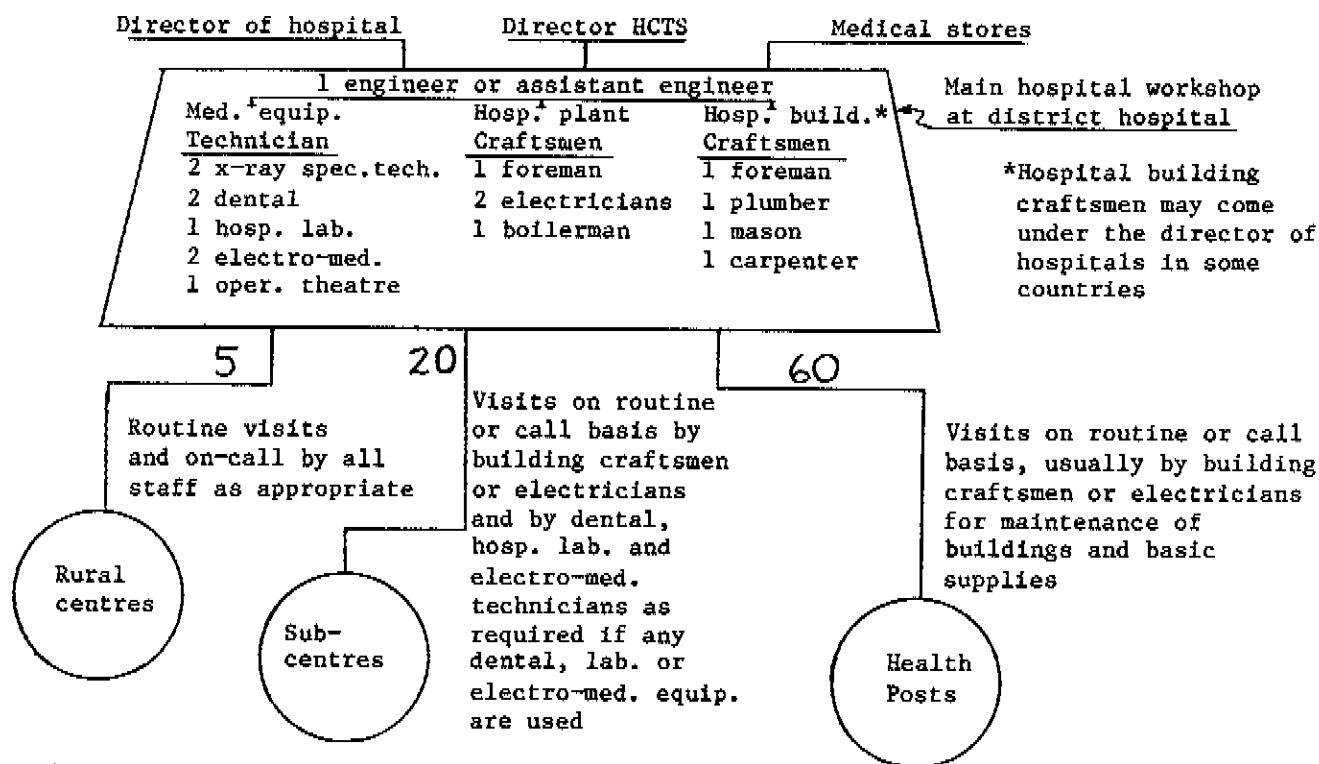 Director of hospital
Director HCTS
Medical stores
1 engineer or assistant engineer
Med. equip.
Technician
2 x-ray spec.tech.
2 dental
1 hosp. lab.
2 electro-med.
1 oper. theatre
Hosp. plant
Craftsmen
1 foreman
2 electricians
1 boilerman
Hosp. build.*
Craftsmen
1 foreman
1 plumber
1 mason
1 carpenter
Main hospital workshop
at district hospital
*Hospital building
craftsmen may come
under the director of
hospitals in some
countries
5
20
60
Routine visits
and on-call by all
staff as appropriate
Rural
centres
Visits on routine
or call basis by
building craftsmen
or electricians
and by dental,
hosp. lab. and
electro-med.
technicians as
required if any
dental, lab. or
electro-med. equip.
are used
Sub-
centres
Visits on routine or call
basis, usually by building
craftsmen or electricians
for maintenance of
buildings and basic
supplies
Health
Posts